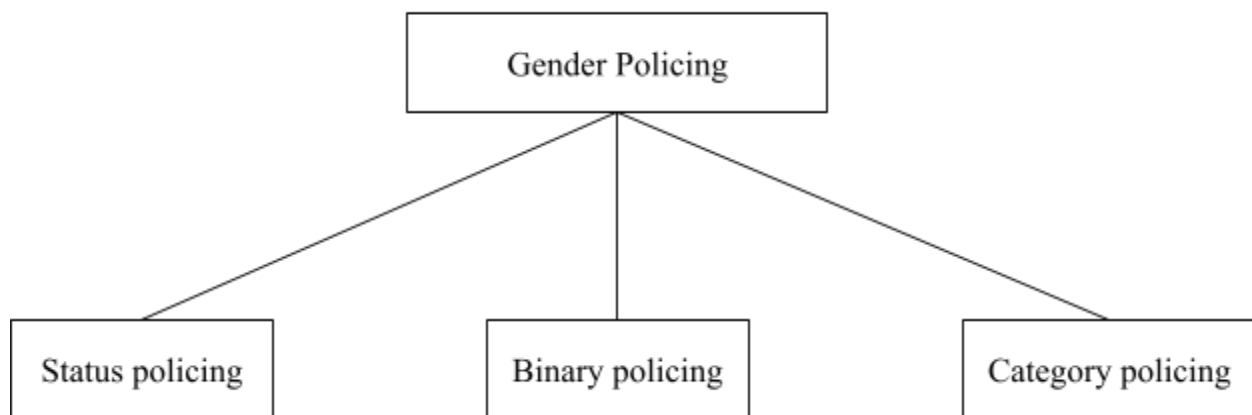 Gender Policing
Status policing
Binary policing
Category policing